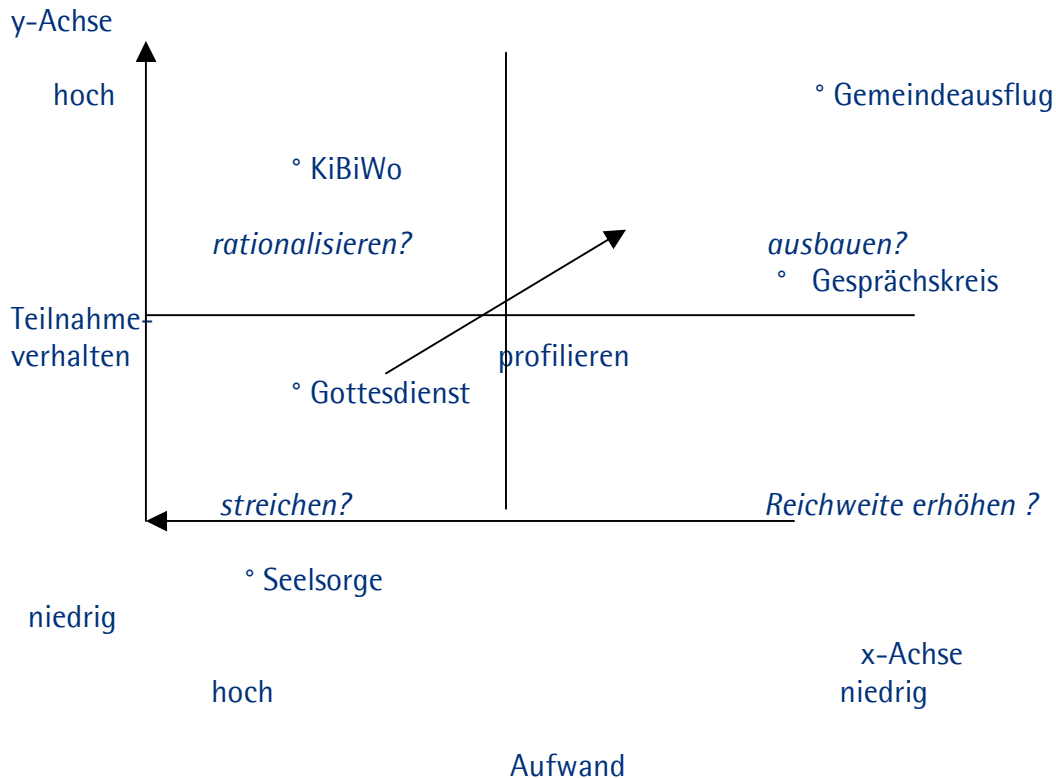 y-Achse
hoch
° Gemeindeausflug
° KiBiWo
rationalisieren?
ausbauen?
° Gesprächskreis
Teilnahme-
verhalten
profilieren
° Gottesdienst
streichen?
Reichweite erhöhen ?
° Seelsorge
niedrig
x-Achse
hoch
niedrig
Aufwand